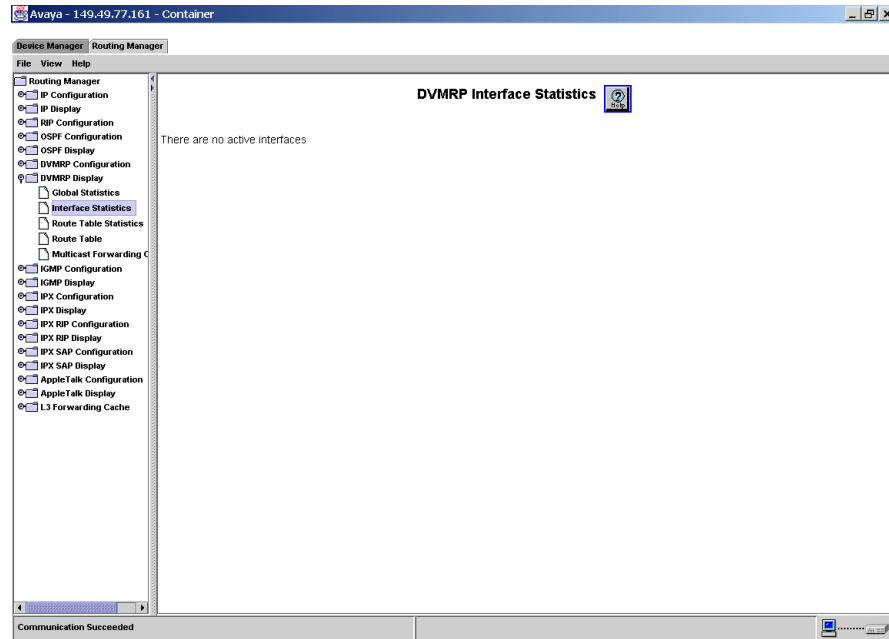 Avaya - 149.49.77.161 - Container
Device Manager
Routing Manager
File View Help
Routing Manager
IP Configuration
IP Display
RIP Configuration
OSPF Configuration
OSPF Display
DVMRP Configuration
DVMRP Display
Global Statistics
Interface Statistics
Route Table Statistics
Route Table
Multicast Forwarding C
IGMP Configuration
IGMP Display
IPX Configuration
IPX Display
IPX RIP Configuration
IPX RIP Display
IPX SAP Configuration
IPX SAP Display
AppleTalk Configuration
AppleTalk Display
L3 Forwarding Cache
DVMRP Interface Statistics
Help
There are no active interfaces
Communication Succeeded